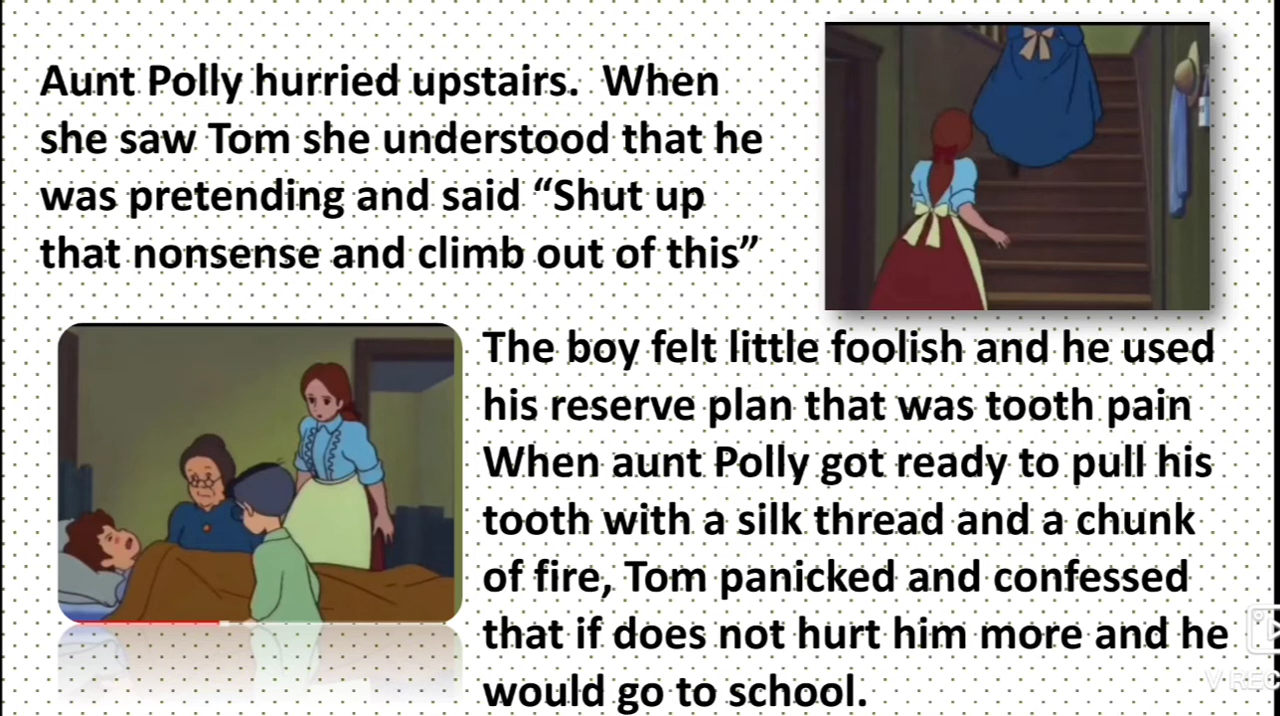 Aunt Polly hurried upstairs. When
she saw Tom she understood that he
was pretending and said “Shut up
that nonsense and climb out of this”
The boy felt little foolish and he used
his reserve plan that was tooth pain
When aunt Polly got ready to pull his
tooth with a silk thread and a chunk
of fire, Tom panicked and confessed
that if does not hurt him more and he
would go to school.
V REC